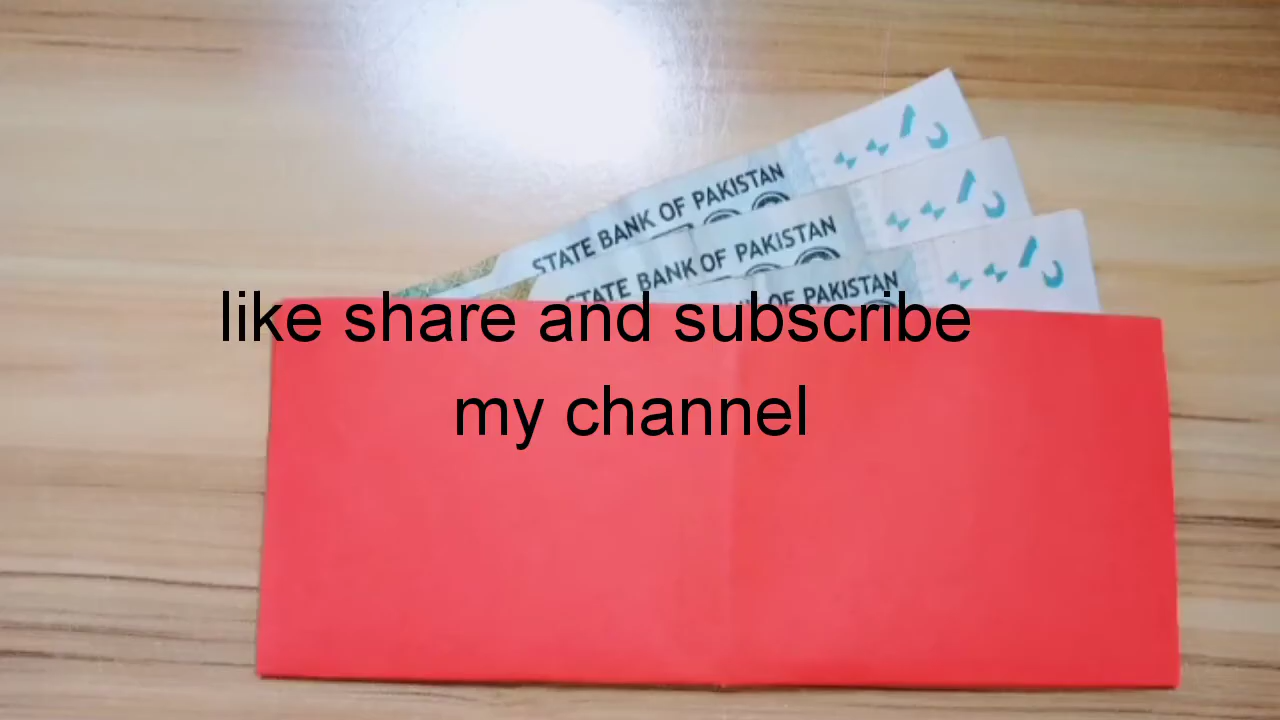 STATE BANK OF PAKISTAN
STATE BANK OF PAKISTAN
OF PAKISTAN
like share and subscribe
my channel